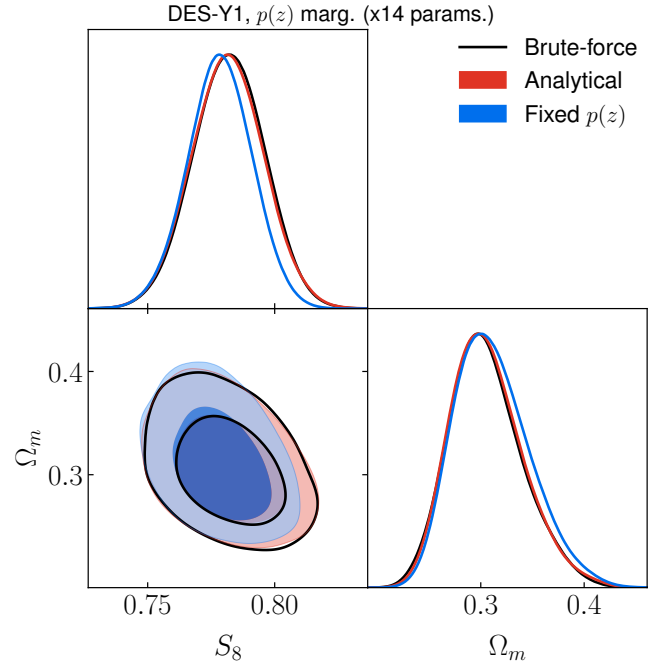 DES-Y1, p(z) marg. (x14 params.)
Brute-force
Analytical
Fixed p(z)
0.4
0.3
Ω_m
0.75 0.80
S_8
0.3 0.4
Ω_m